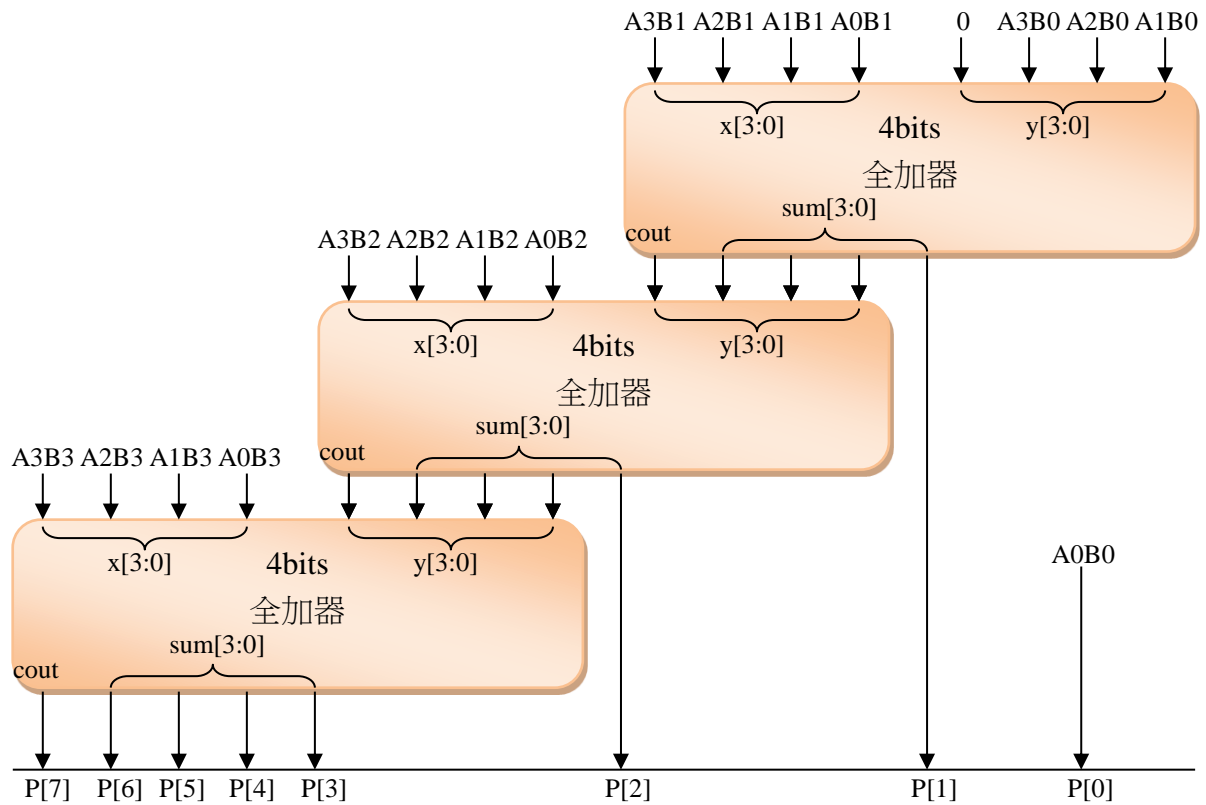 A3B1 A2B1 A1B1 A0B1 0 A3B0 A2B0 A1B0
x[3:0] 4bits y[3:0]
全加器
sum[3:0]
cout
A3B2 A2B2 A1B2 A0B2
x[3:0] 4bits y[3:0]
全加器
sum[3:0]
cout
A3B3 A2B3 A1B3 A0B3
x[3:0] 4bits y[3:0]
A0B0
全加器
sum[3:0]
cout
P[7] P[6] P[5] P[4] P[3] P[2] P[1] P[0]